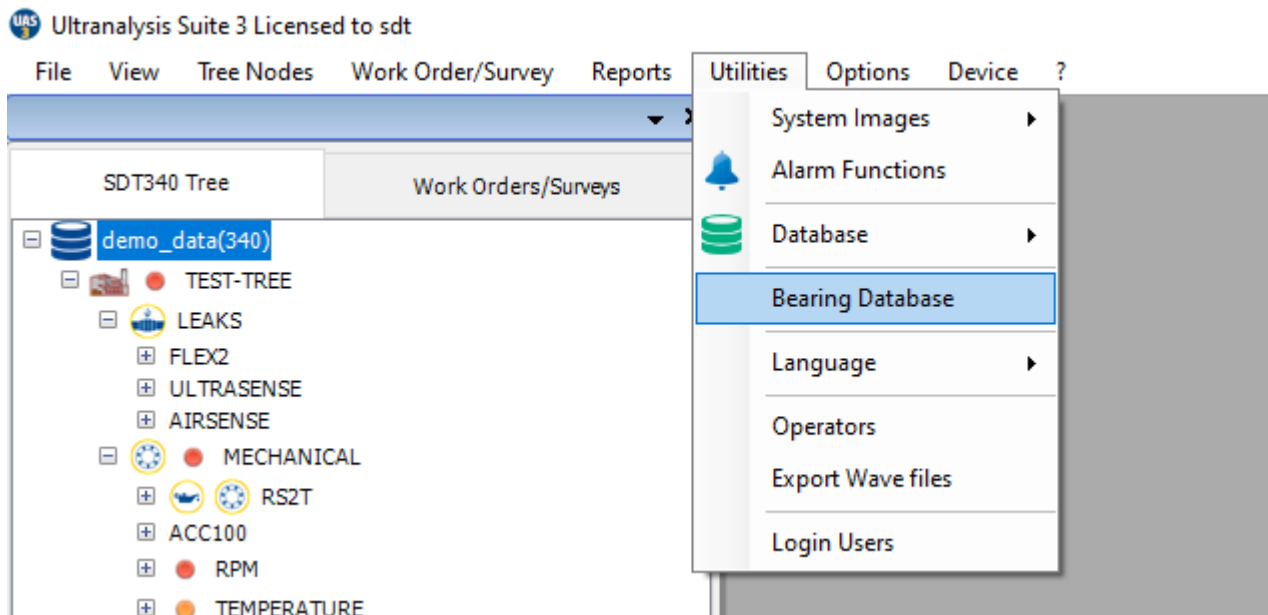 UAS 3 Ultranalysis Suite 3 Licensed to sdt
File View Tree Nodes Work Order/Survey Reports Utilities Options Device ?
System Images
Alarm Functions
Database
Bearing Database
Language
Operators
Export Wave files
Login Users
SDT340 Tree Work Orders/Surveys
demo_data(340)
TEST-TREE
LEAKS
FLEX2
ULTRASENSE
AIRSENSE
MECHANICAL
RS2T
ACC100
RPM
TEMPERATURE